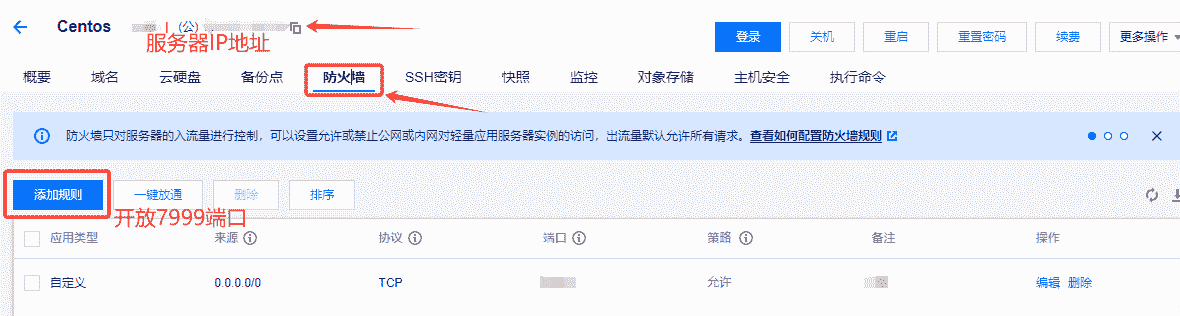 Centos | (公)
服务器IP地址
登录 关机 重启 重置密码 续费 更多操作
概要 域名 云硬盘 备份点 防火墙 SSH密钥 快照 监控 对象存储 主机安全 执行命令
防火墙只对服务器的入流量进行控制，可以设置允许或禁止公网或内网对轻量应用服务器实例的访问，出流量默认允许所有请求。查看如何配置防火墙规则
添加规则 一键放通 删除 排序
开放7999端口
应用类型 来源 协议 端口 策略 备注 操作
自定义 0.0.0.0/0 TCP 允许 编辑 删除